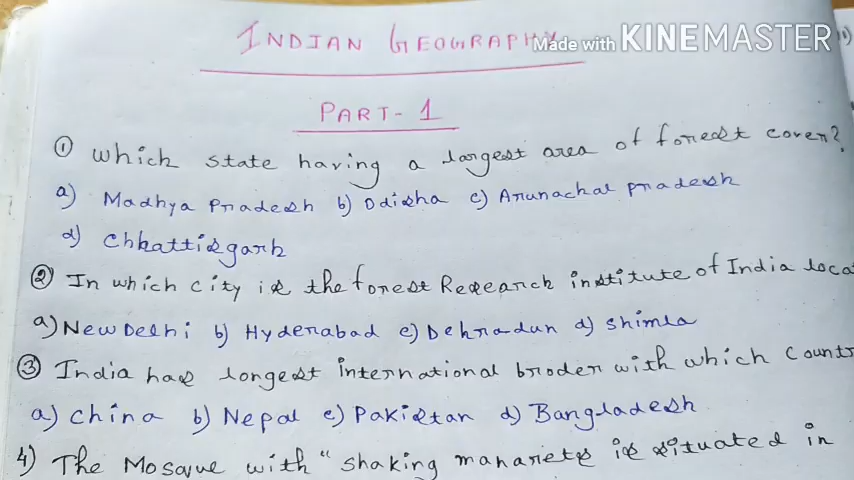 INDIAN GEOGRAPHY
Made with KINEMASTER
PART-1
① which state having a largest area of forest cover?
a) Madhya Pradesh b) Odisha c) Arunachal pradesh
d) Chhattisgarh
② In which city is the forest Research institute of India loca
a) New Delhi b) Hyderabad c) Dehradun d) Shimla
③ India has longest international broder with which countr
a) china b) Nepal c) Pakistan d) Bangladesh
4) The Mosque with "shaking manarets is situated in